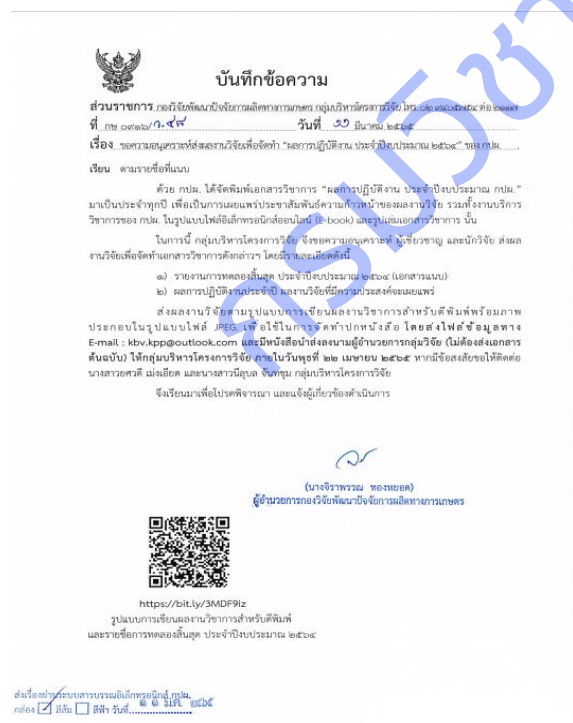 บันทึกข้อความ
ส่วนราชการ กองวิจัยพัฒนาปัจจัยการผลิตทางการเกษตร กลุ่มบริหารโครงการวิจัย โทร.
ที่ กษ ๐๙๑๖/ วันที่ ๑๑ มีนาคม ๒๕๖๕
เรื่อง ขอความอนุเคราะห์ส่งผลงานวิจัยเพื่อจัดทำ “ผลการปฏิบัติงาน ประจำปีงบประมาณ ๒๕๖๔” ของ กปผ.
เรียน ตามรายชื่อที่แนบ
ด้วย กปผ. ได้จัดพิมพ์เอกสารวิชาการ “ผลการปฏิบัติงาน ประจำปีงบประมาณ กปผ.”
มาเป็นประจำทุกปี เพื่อเป็นการเผยแพร่ประชาสัมพันธ์ความก้าวหน้าของผลงานวิจัย รวมทั้งงานบริการ
วิชาการของ กปผ. ในรูปแบบไฟล์อิเล็กทรอนิกส์ออนไลน์ (E-book) และรูปเล่มเอกสารวิชาการ นั้น
ในการนี้ กลุ่มบริหารโครงการวิจัย จึงขอความอนุเคราะห์ ผู้เชี่ยวชาญ และนักวิจัย ส่งผล
งานวิจัยเพื่อจัดทำเอกสารวิชาการดังกล่าวฯ โดยมีรายละเอียดดังนี้
๑) รายงานการทดลองสิ้นสุด ประจำปีงบประมาณ ๒๕๖๔ (เอกสารแนบ)
๒) ผลการปฏิบัติงานประจำปี ผลงานวิจัยที่มีความประสงค์จะเผยแพร่
ส่งผลงานวิจัยตามรูปแบบการเขียนผลงานวิชาการสำหรับตีพิมพ์พร้อมภาพ
ประกอบในรูปแบบไฟล์ JPEG เพื่อใช้ในการจัดทำปกหนังสือ โดยส่งไฟล์ข้อมูลทาง
E-mail : kbv.kpp@outlook.com และมีหนังสือนำส่งลงนามผู้อำนวยการกลุ่มวิจัย (ไม่ต้องส่งเอกสาร
ต้นฉบับ) ให้กลุ่มบริหารโครงการวิจัย ภายในวันพุธที่ ๒๒ เมษายน ๒๕๖๕ หากมีข้อสงสัยขอให้ติดต่อ
นางสาวยศวดี เม่งเอียด และนางสาวนีลุบล จันทชุม กลุ่มบริหารโครงการวิจัย
จึงเรียนมาเพื่อโปรดพิจารณา และแจ้งผู้เกี่ยวข้องดำเนินการ
(นางจิราพรรณ ทองหยอด)
ผู้อำนวยการกองวิจัยพัฒนาปัจจัยการผลิตทางการเกษตร
https://bit.ly/3MDF9iz
รูปแบบการเขียนผลงานวิชาการสำหรับตีพิมพ์
และรายชื่อการทดลองสิ้นสุด ประจำปีงบประมาณ ๒๕๖๔
ส่งเรื่องผ่านระบบสารบรรณอิเล็กทรอนิกส์ กปผ.
กล่อง สีส้ม สีฟ้า วันที่ ๑๑ มี.ค. ๒๕๖๕
กรมวิชา